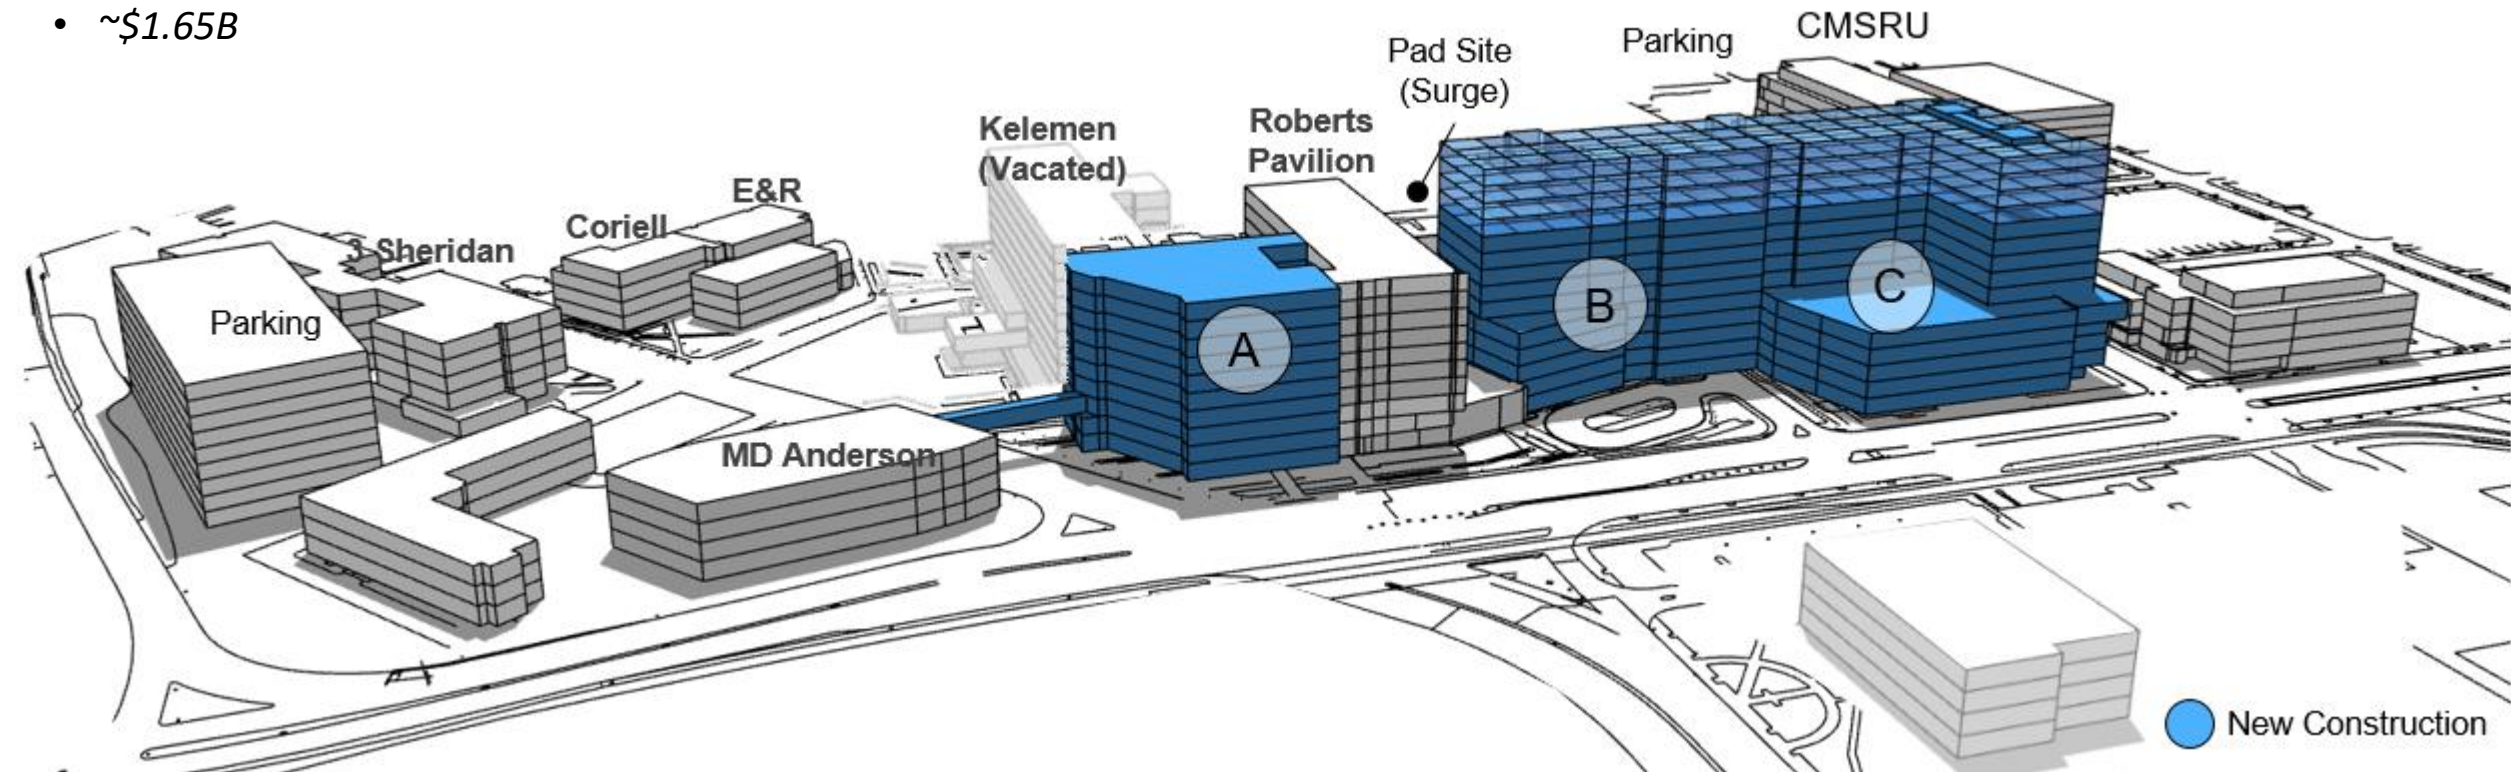 • ~$1.65B
CMSRU
Parking
Pad Site
(Surge)
Roberts
Pavilion
Kelemen
(Vacated)
E&R
Coriell
3 Sheridan
Parking
A
B
C
MD Anderson
New Construction